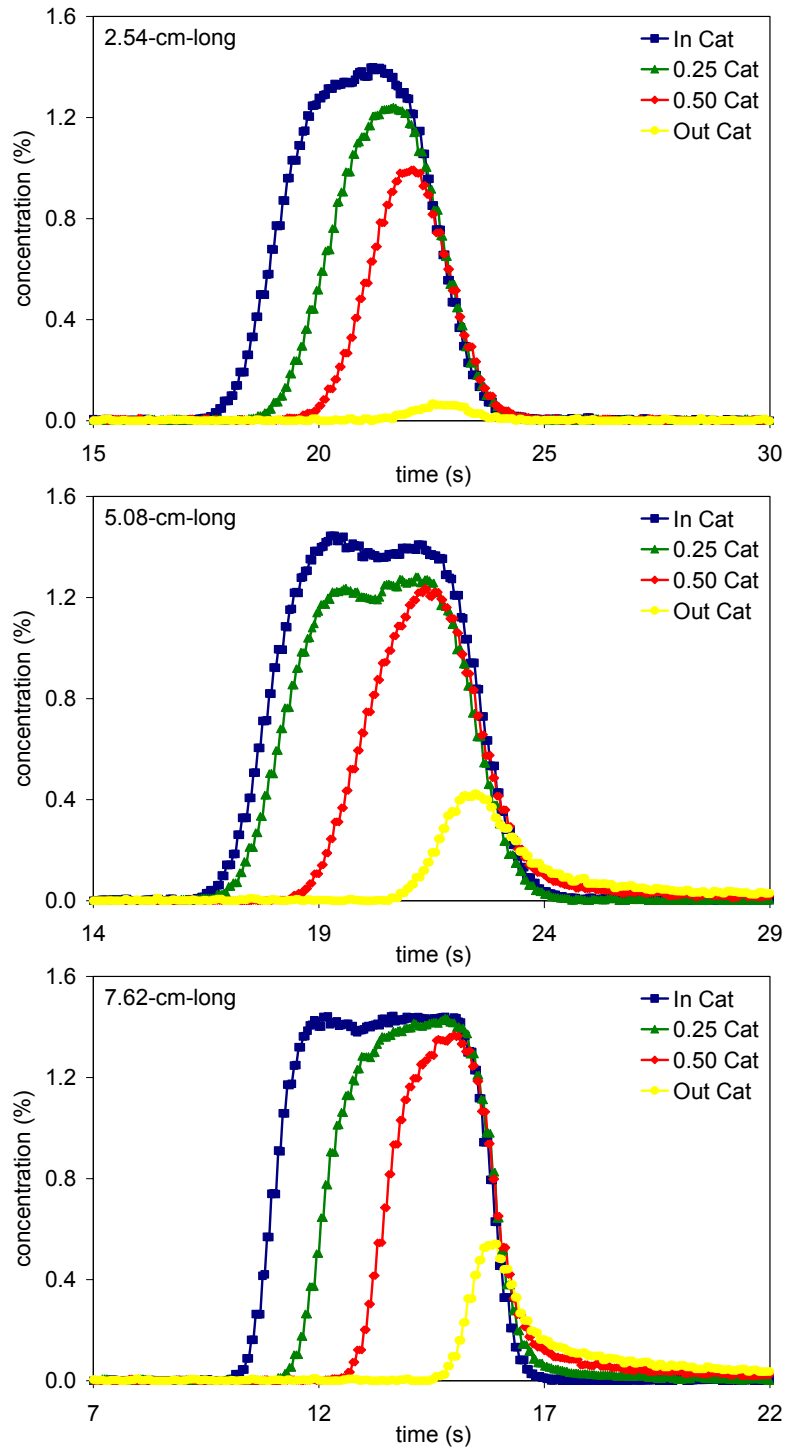 1.6
2.54-cm-long
In Cat
0.25 Cat
0.50 Cat
Out Cat
1.2
0.8
0.4
0.0
concentration (%)
15 20 25 30
time (s)
1.6
5.08-cm-long
In Cat
0.25 Cat
0.50 Cat
Out Cat
1.2
0.8
0.4
0.0
concentration (%)
14 19 24 29
time (s)
1.6
7.62-cm-long
In Cat
0.25 Cat
0.50 Cat
Out Cat
1.2
0.8
0.4
0.0
concentration (%)
7 12 17 22
time (s)